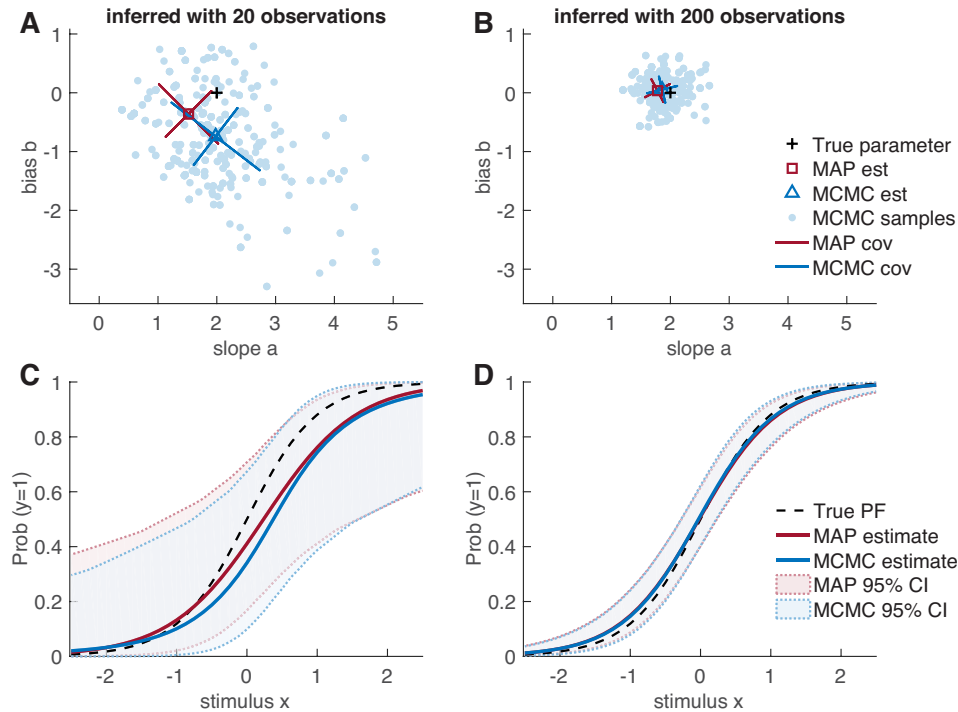 A
inferred with 20 observations
B
inferred with 200 observations
1
0
-1
-2
-3
bias b
0 1 2 3 4 5
slope a
1
0
-1
-2
-3
bias b
0 1 2 3 4 5
slope a
True parameter
MAP est
MCMC est
MCMC samples
MAP cov
MCMC cov
C
1
0.8
0.6
0.4
0.2
0
Prob (y=1)
-2 -1 0 1 2
stimulus x
D
1
0.8
0.6
0.4
0.2
0
Prob (y=1)
-2 -1 0 1 2
stimulus x
True PF
MAP estimate
MCMC estimate
MAP 95% CI
MCMC 95% CI